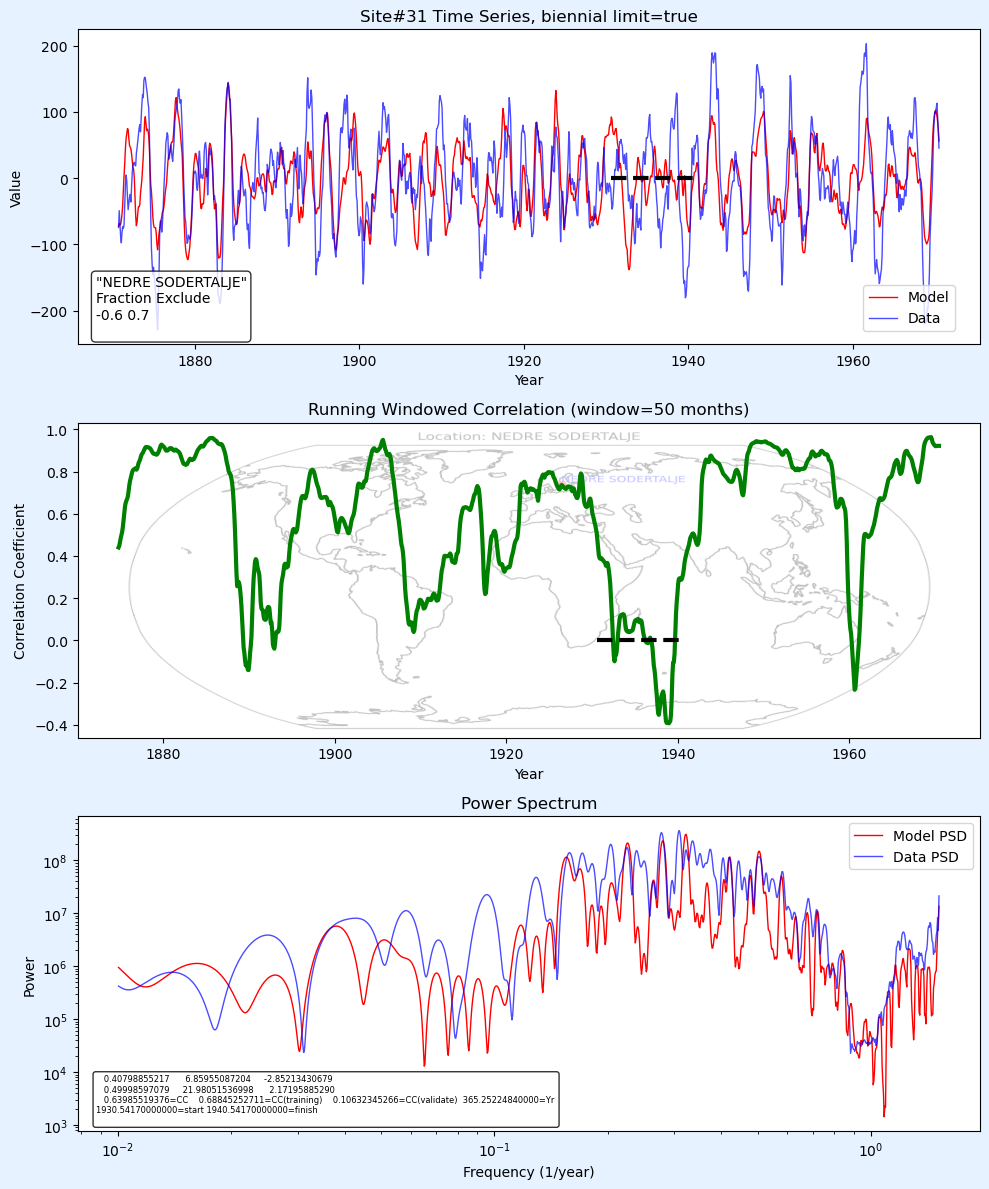 Site#31 Time Series, biennial limit=true
200
100
0
−100
−200
Value
"NEDRE SODERTALJE"
Fraction Exclude
-0.6 0.7
Model
Data
1880
1900
1920
1940
1960
Year
Running Windowed Correlation (window=50 months)
Location: NEDRE SODERTALJE
NEDRE SODERTALJE
1.0
0.8
0.6
0.4
0.2
0.0
−0.2
−0.4
Correlation Coefficient
1880
1900
1920
1940
1960
Year
Power Spectrum
Model PSD
Data PSD
10^8
10^7
10^6
10^5
10^4
10^3
Power
0.40798855217 6.85955087204 -2.85213430679
0.49998597079 21.98051536998 2.17195885290
0.63985519376=CC 0.68845252711=CC(training) 0.10632345266=CC(validate) 365.25224840000=Yr
1930.54170000000=start 1940.54170000000=finish
10^−2
10^−1
10^0
Frequency (1/year)